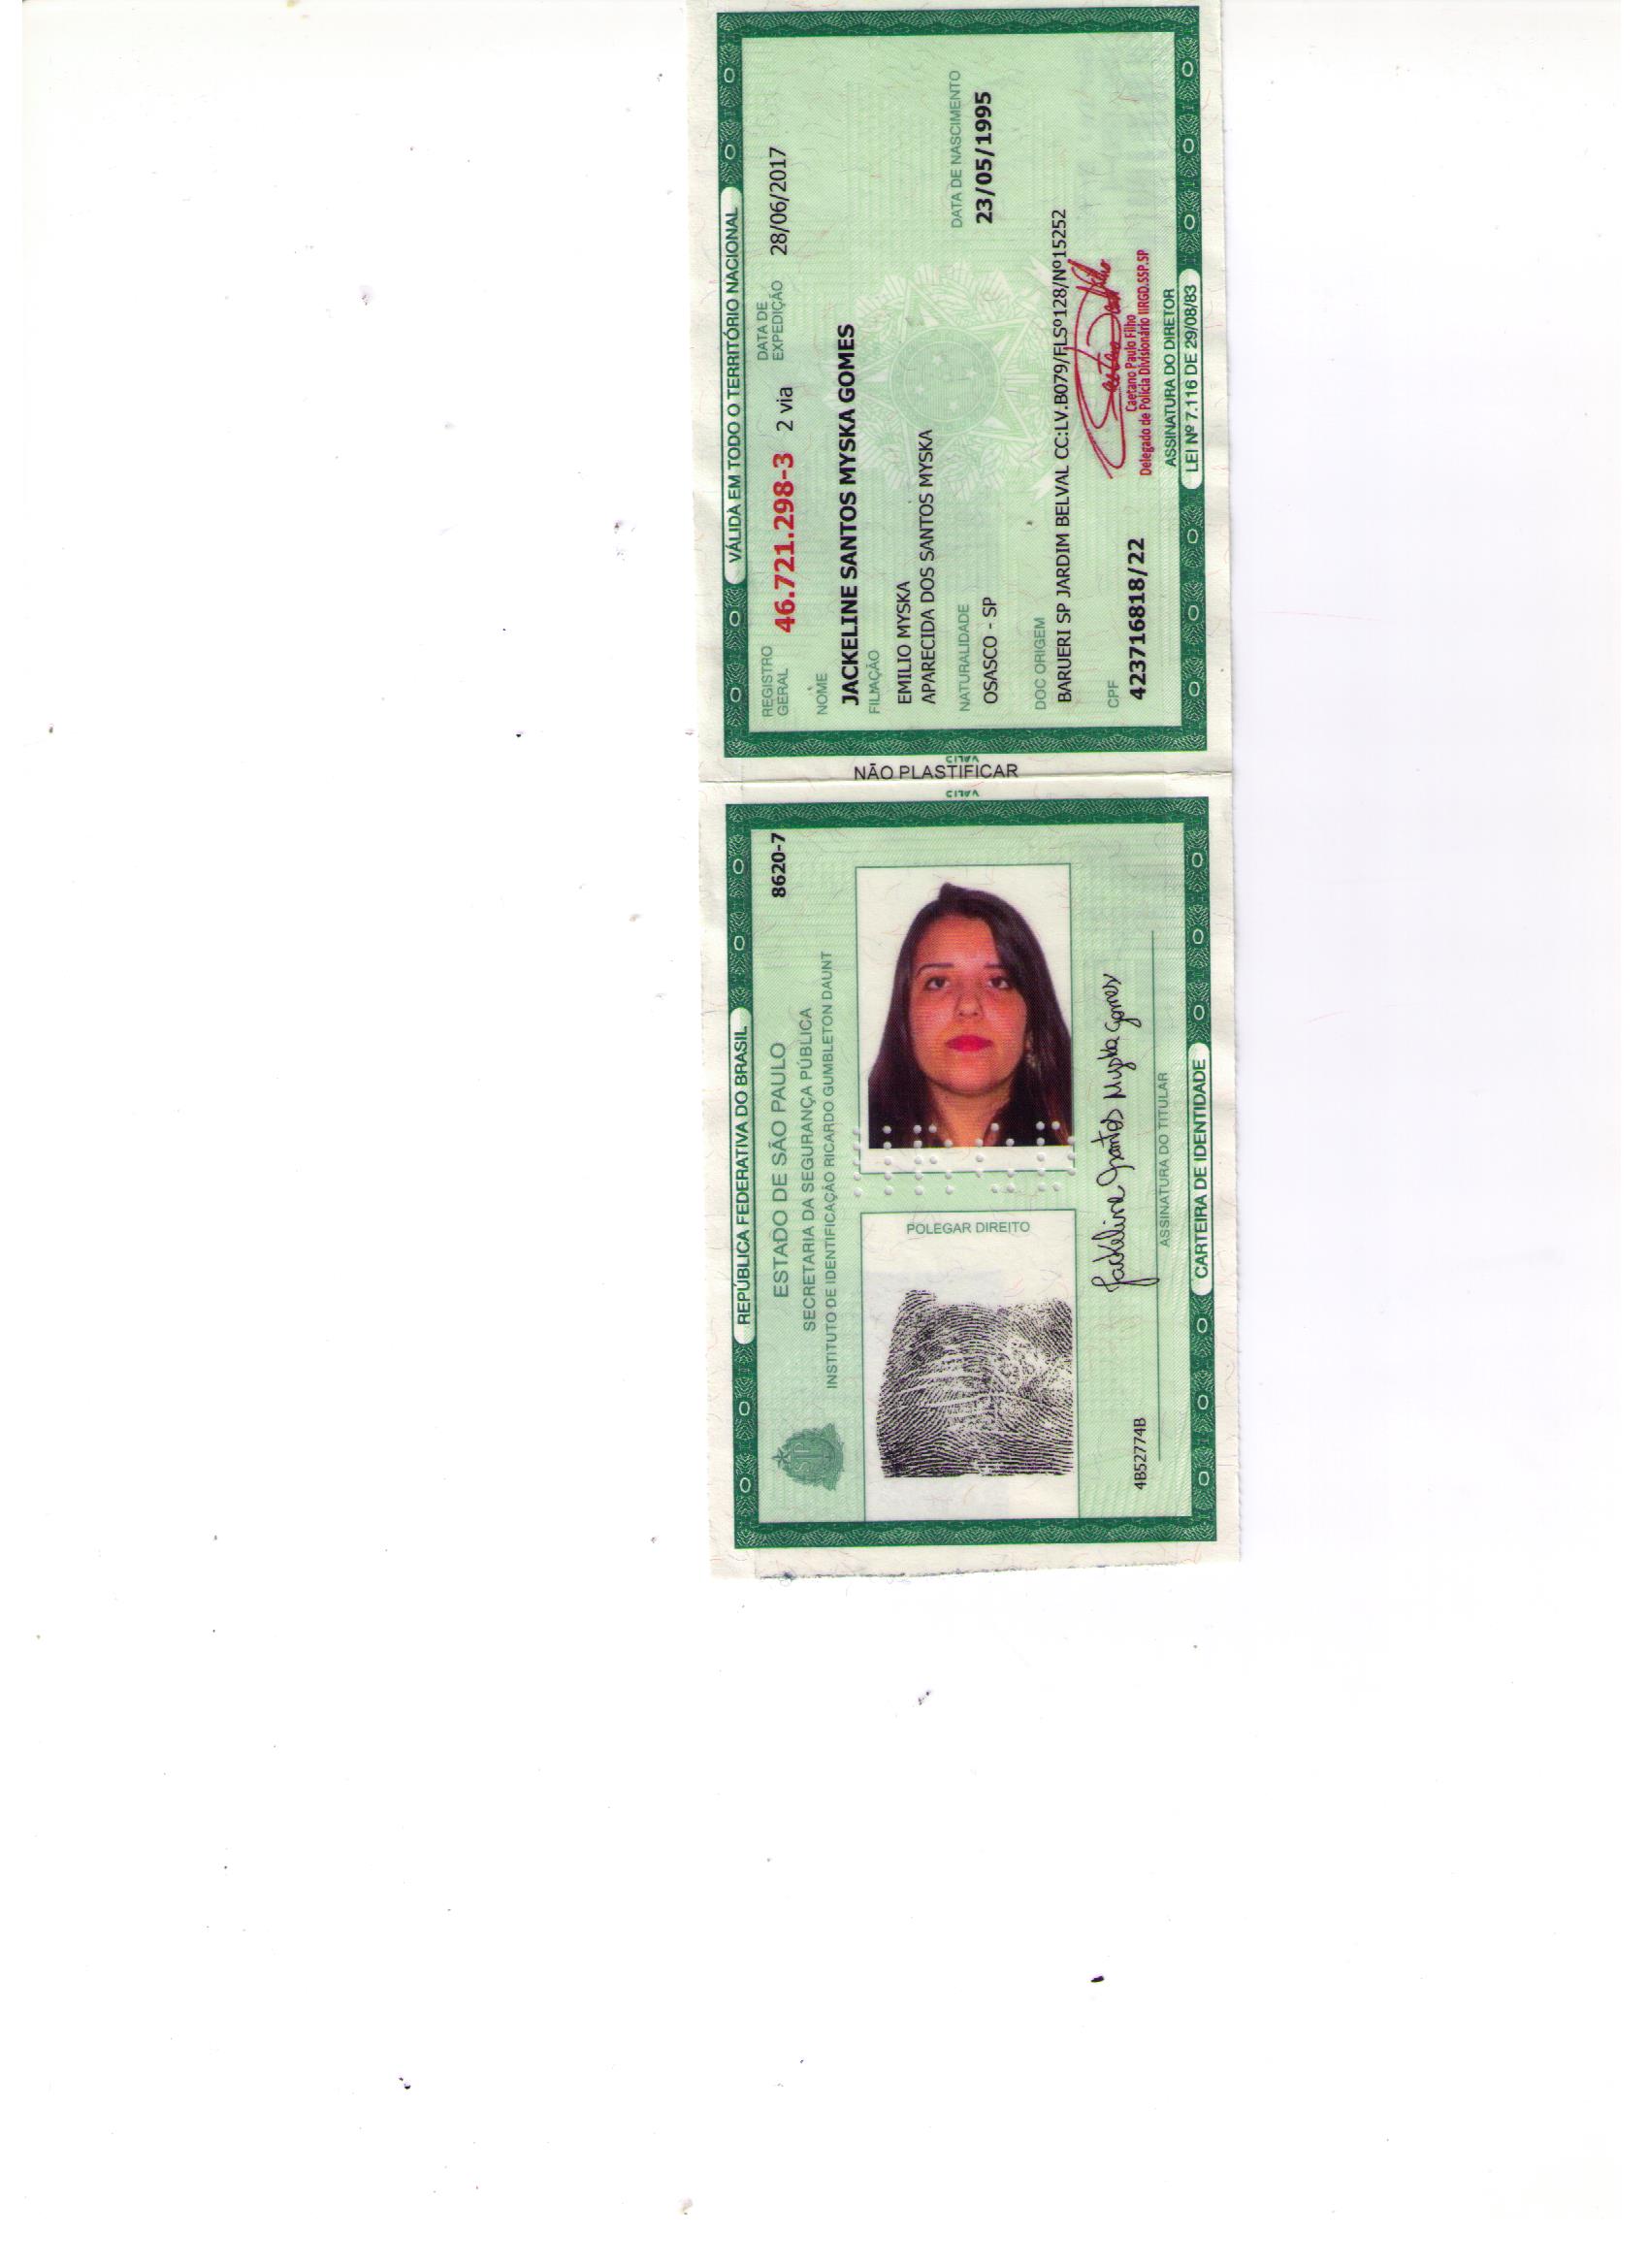 VÁLIDA EM TODO O TERRITÓRIO NACIONAL
REGISTRO GERAL 46.721.298-3 2 via DATA DE EXPEDIÇÃO 28/06/2017
NOME
JACKELINE SANTOS MYSKA GOMES
FILIAÇÃO
EMILIO MYSKA
APARECIDA DOS SANTOS MYSKA
NATURALIDADE DATA DE NASCIMENTO
OSASCO - SP 23/05/1995
DOC ORIGEM
BARUERI SP JARDIM BELVAL CC:LV.B079/FLSº128/Nº15252
CPF
423716818/22
Caetano Paulo Filho
Delegado de Polícia Divisionário IIRGD.SSP.SP
ASSINATURA DO DIRETOR
LEI Nº 7.116 DE 29/08/83
VALID
NÃO PLASTIFICAR
VALID
REPÚBLICA FEDERATIVA DO BRASIL
8620-7
ESTADO DE SÃO PAULO
SECRETARIA DA SEGURANÇA PÚBLICA
INSTITUTO DE IDENTIFICAÇÃO RICARDO GUMBLETON DAUNT
POLEGAR DIREITO
Jackeline Santos Myska Gomes
4B52774B
ASSINATURA DO TITULAR
CARTEIRA DE IDENTIDADE